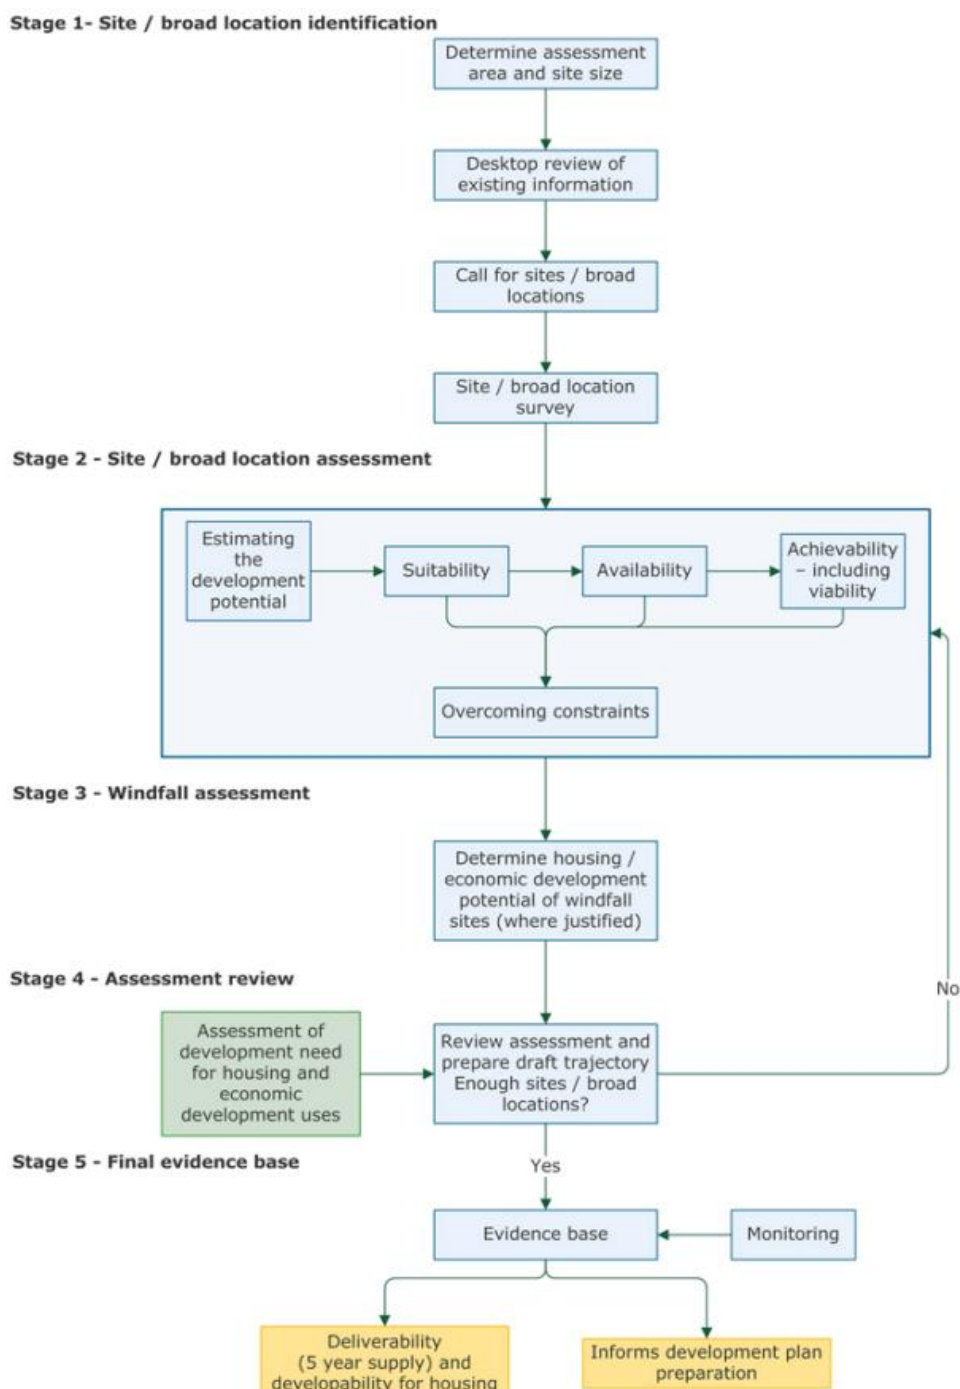 Stage 1- Site / broad location identification
Determine assessment
area and site size
Desktop review of
existing information
Call for sites / broad
locations
Site / broad location
survey
Stage 2 - Site / broad location assessment
Estimating
the
development
potential
Suitability
Availability
Achievability
– including
viability
Overcoming constraints
Stage 3 - Windfall assessment
Determine housing /
economic development
potential of windfall
sites (where justified)
Stage 4 - Assessment review
No
Assessment of
development need
for housing and
economic
development uses
Review assessment and
prepare draft trajectory
Enough sites / broad
locations?
Stage 5 - Final evidence base
Yes
Evidence base
Monitoring
Deliverability
(5 year supply) and
developability for housing
Informs development plan
preparation